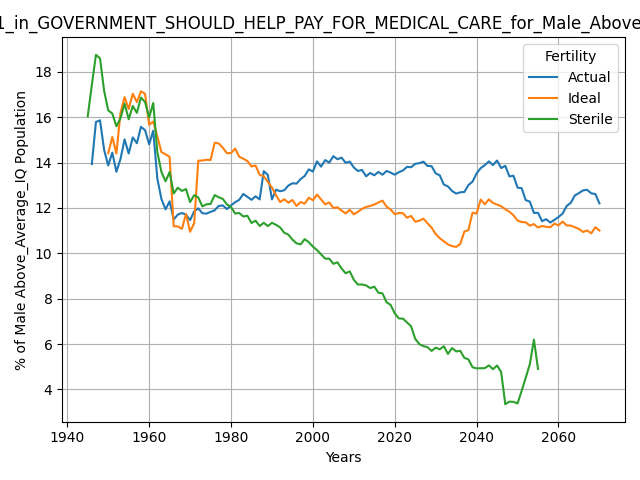 1_in_GOVERNMENT_SHOULD_HELP_PAY_FOR_MEDICAL_CARE_for_Male_Above
% of Male Above_Average_IQ Population
18
16
14
12
10
8
6
4
1940 1960 1980 2000 2020 2040 2060
Years
Fertility
Actual
Ideal
Sterile